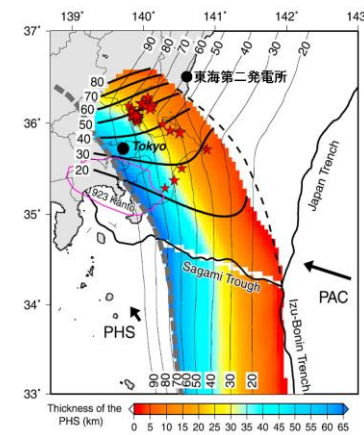 138.7 139 140 141 142 143
37
36
35
34
33
90 80 70 60 50 40 30 20
80
70
60
50
40
30
20
東海第二発電所
Tokyo
1923 Kanto
Sagami Trough
Japan Trench
Izu-Bonin Trench
PAC
PHS
90 80 70 60 50 40 30 20
Thickness of the
PHS (km)
0 5 10 15 20 25 30 35 40 45 50 55 60 65